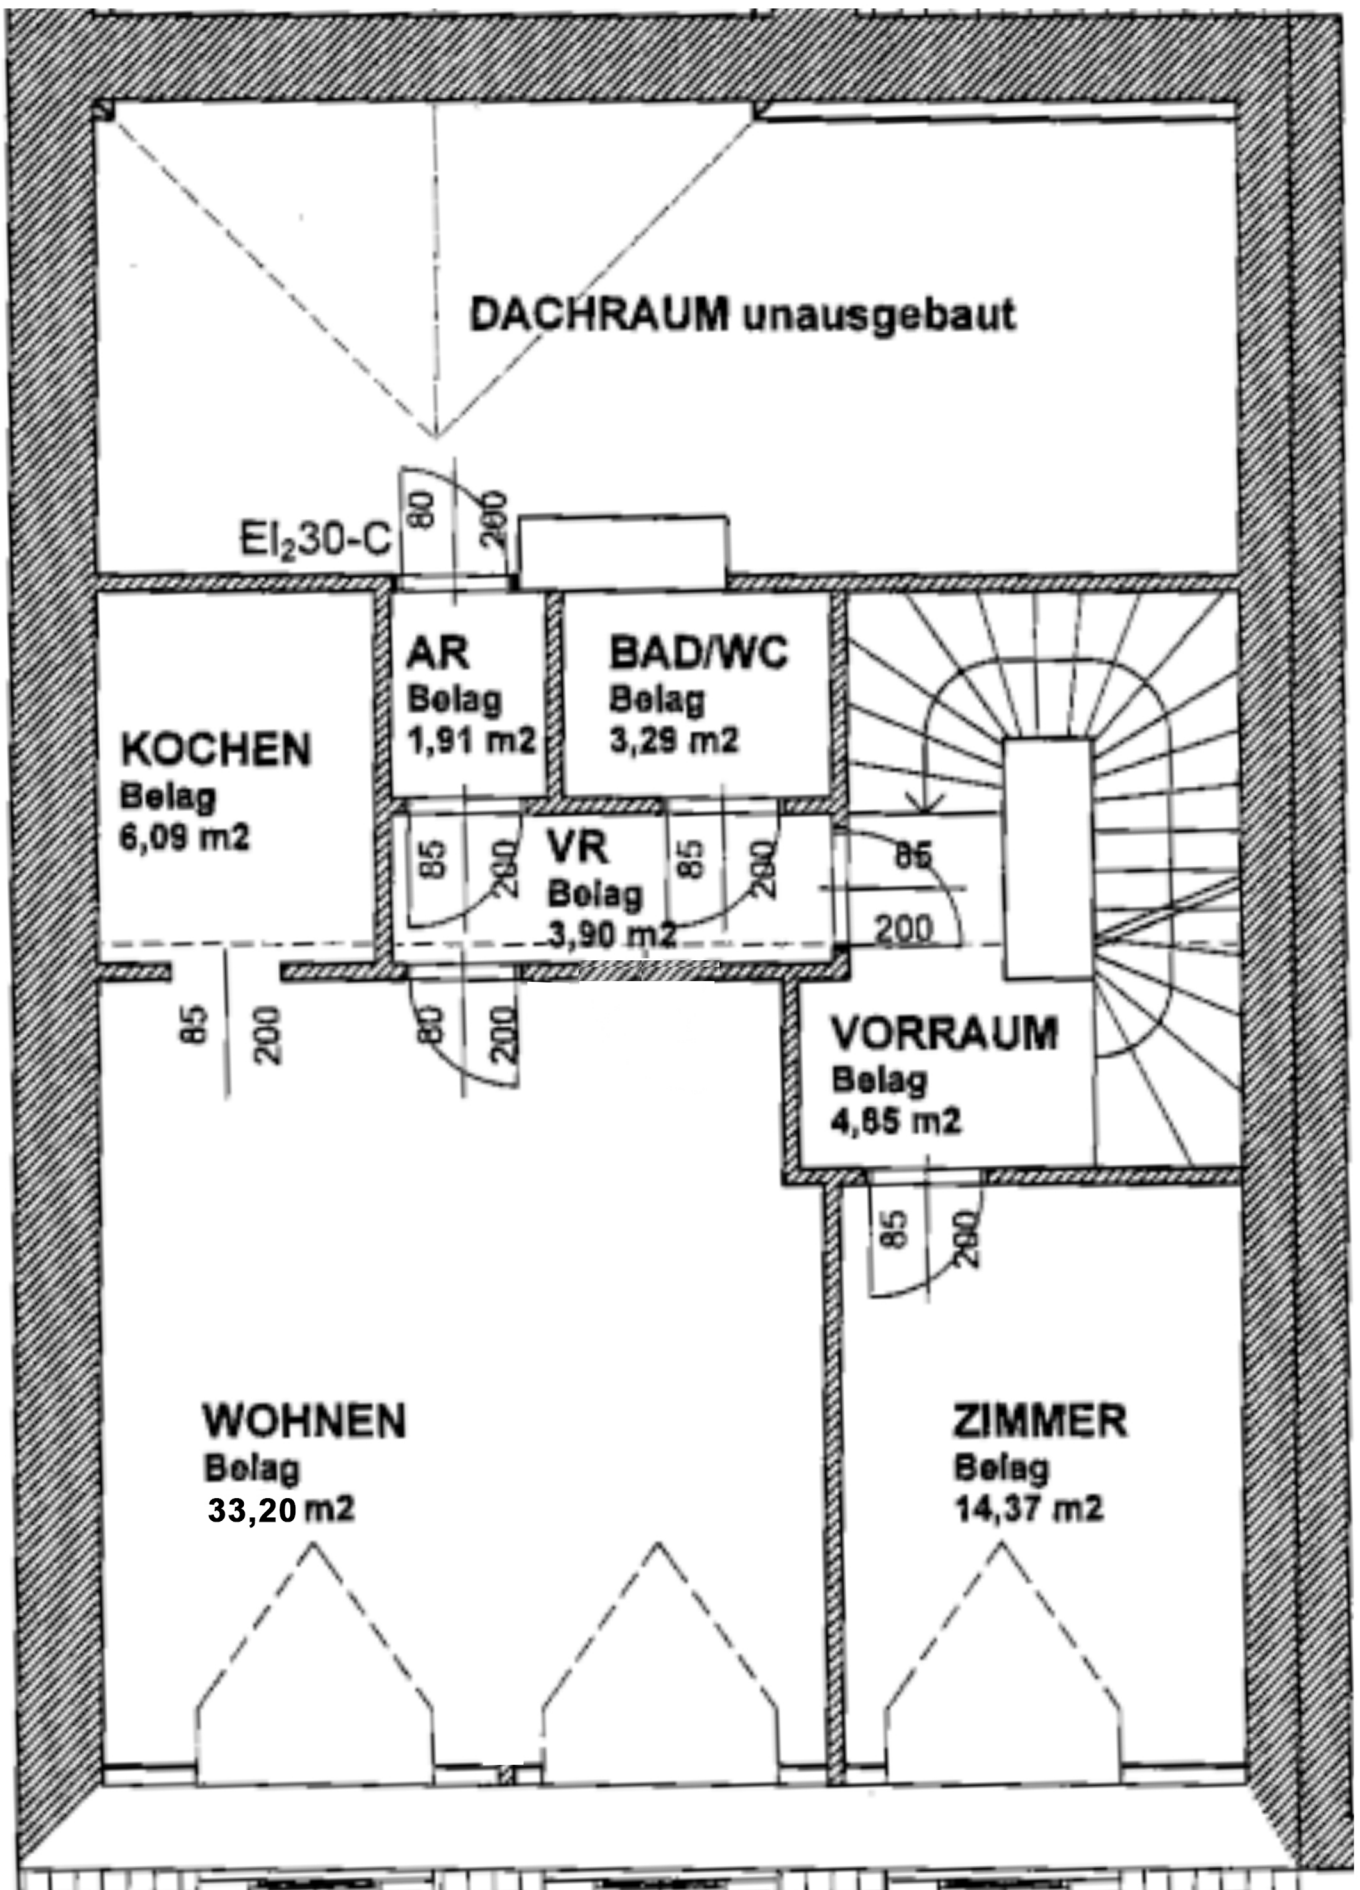 DACHRAUM unausgebaut
80
200
EI₂30-C
AR
Belag
1,91 m2
BAD/WC
Belag
3,29 m2
KOCHEN
Belag
6,09 m2
85
200
VR
Belag
3,90 m2
85
200
85
200
85
200
80
200
VORRAUM
Belag
4,85 m2
85
200
WOHNEN
Belag
33,20 m2
ZIMMER
Belag
14,37 m2